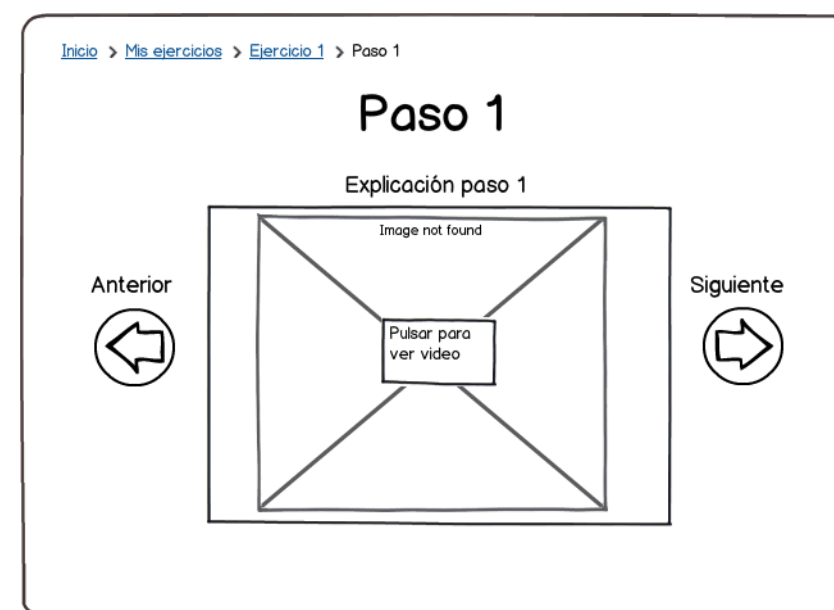 Inicio > Mis ejercicios > Ejercicio 1 > Paso 1
Paso 1
Explicación paso 1
Image not found
Anterior
Siguiente
Pulsar para
ver video